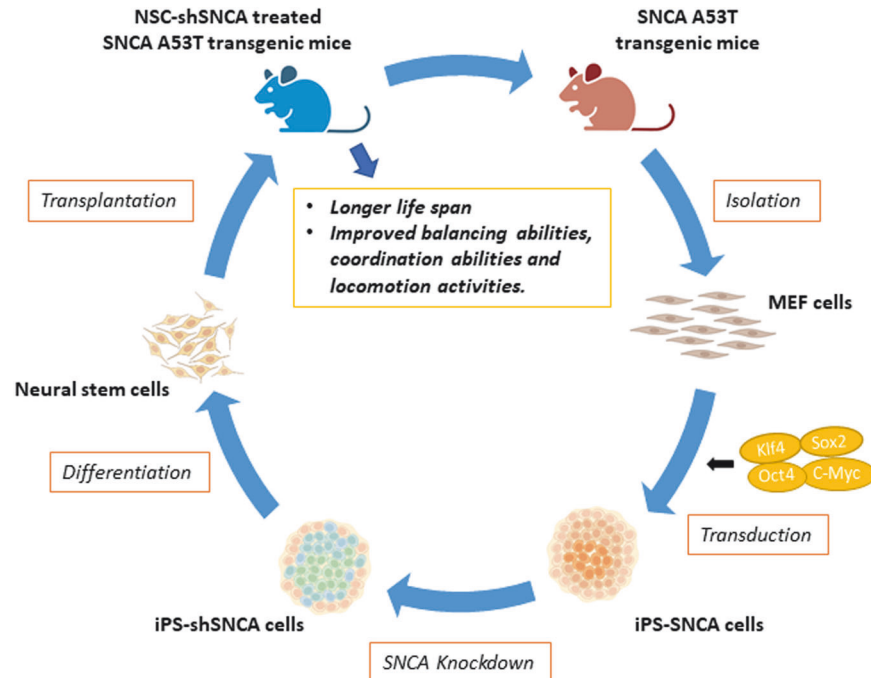 NSC-shSNCA treated
SNCA A53T transgenic mice
SNCA A53T
transgenic mice
Transplantation
• Longer life span
• Improved balancing abilities,
coordination abilities and
locomotion activities.
Isolation
MEF cells
Neural stem cells
Klf4
Sox2
Oct4
C-Myc
Differentiation
Transduction
iPS-shSNCA cells
iPS-SNCA cells
SNCA Knockdown